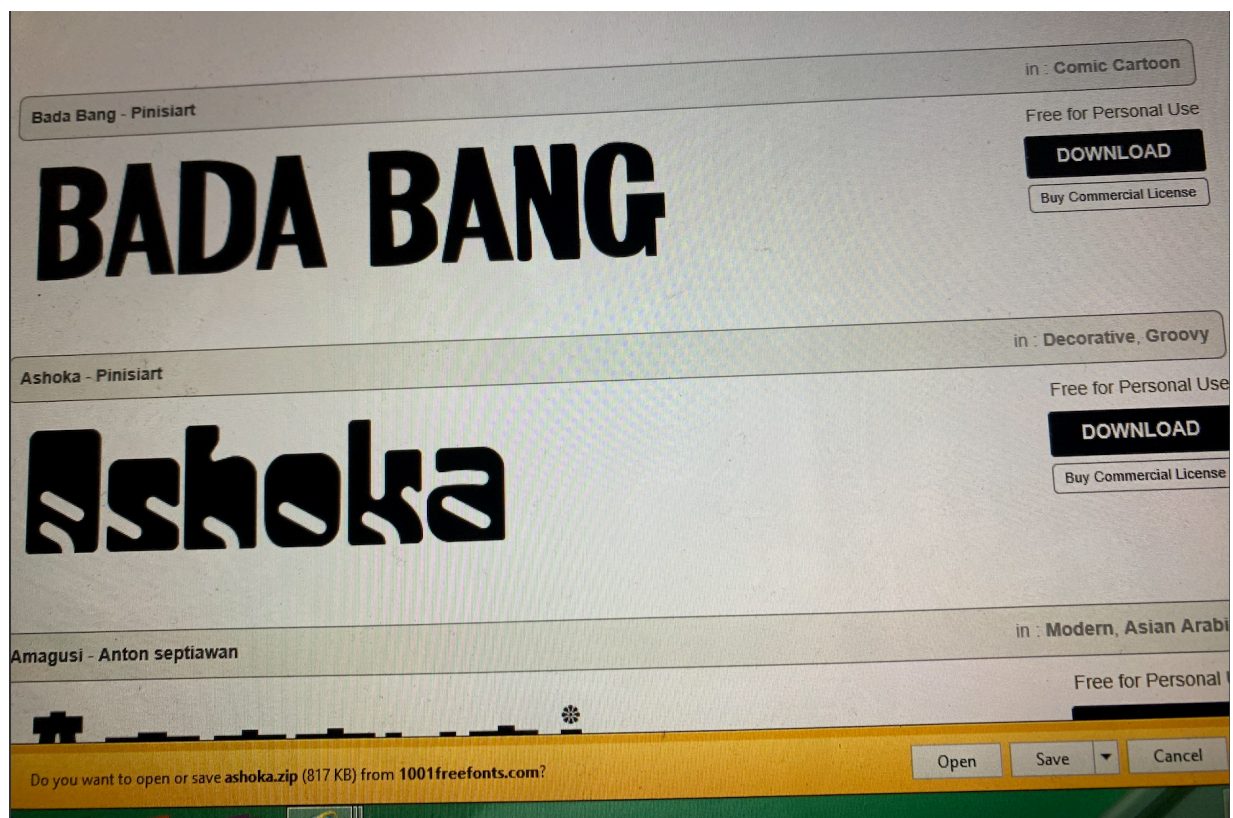 Bada Bang - Pinisiart
in : Comic Cartoon
Free for Personal Use
BADA BANG
DOWNLOAD
Buy Commercial License
Ashoka - Pinisiart
in : Decorative, Groovy
Free for Personal Use
Ashoka
DOWNLOAD
Buy Commercial License
Amagusi - Anton septiawan
in : Modern, Asian Arabi
Free for Personal
Do you want to open or save ashoka.zip (817 KB) from 1001freefonts.com?
Open
Save
Cancel